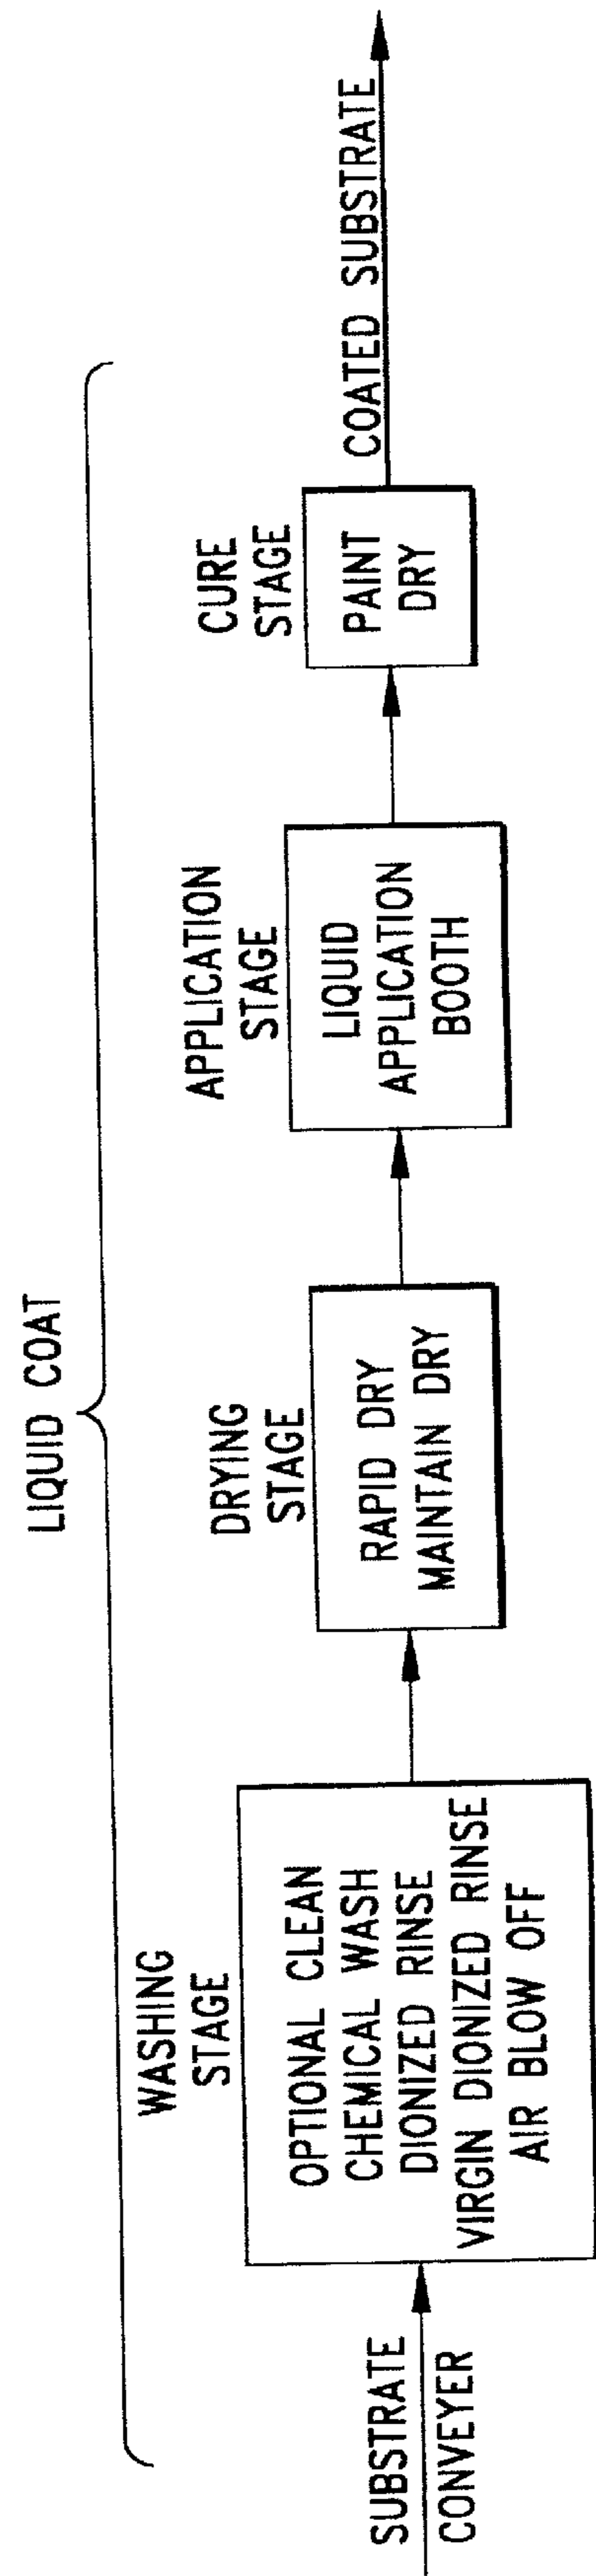 LIQUID COAT
SUBSTRATE
CONVEYER
WASHING
STAGE
OPTIONAL CLEAN
CHEMICAL WASH
DIONIZED RINSE
VIRGIN DIONIZED RINSE
AIR BLOW OFF
DRYING
STAGE
RAPID DRY
MAINTAIN DRY
APPLICATION
STAGE
LIQUID
APPLICATION
BOOTH
CURE
STAGE
PAINT
DRY
COATED SUBSTRATE